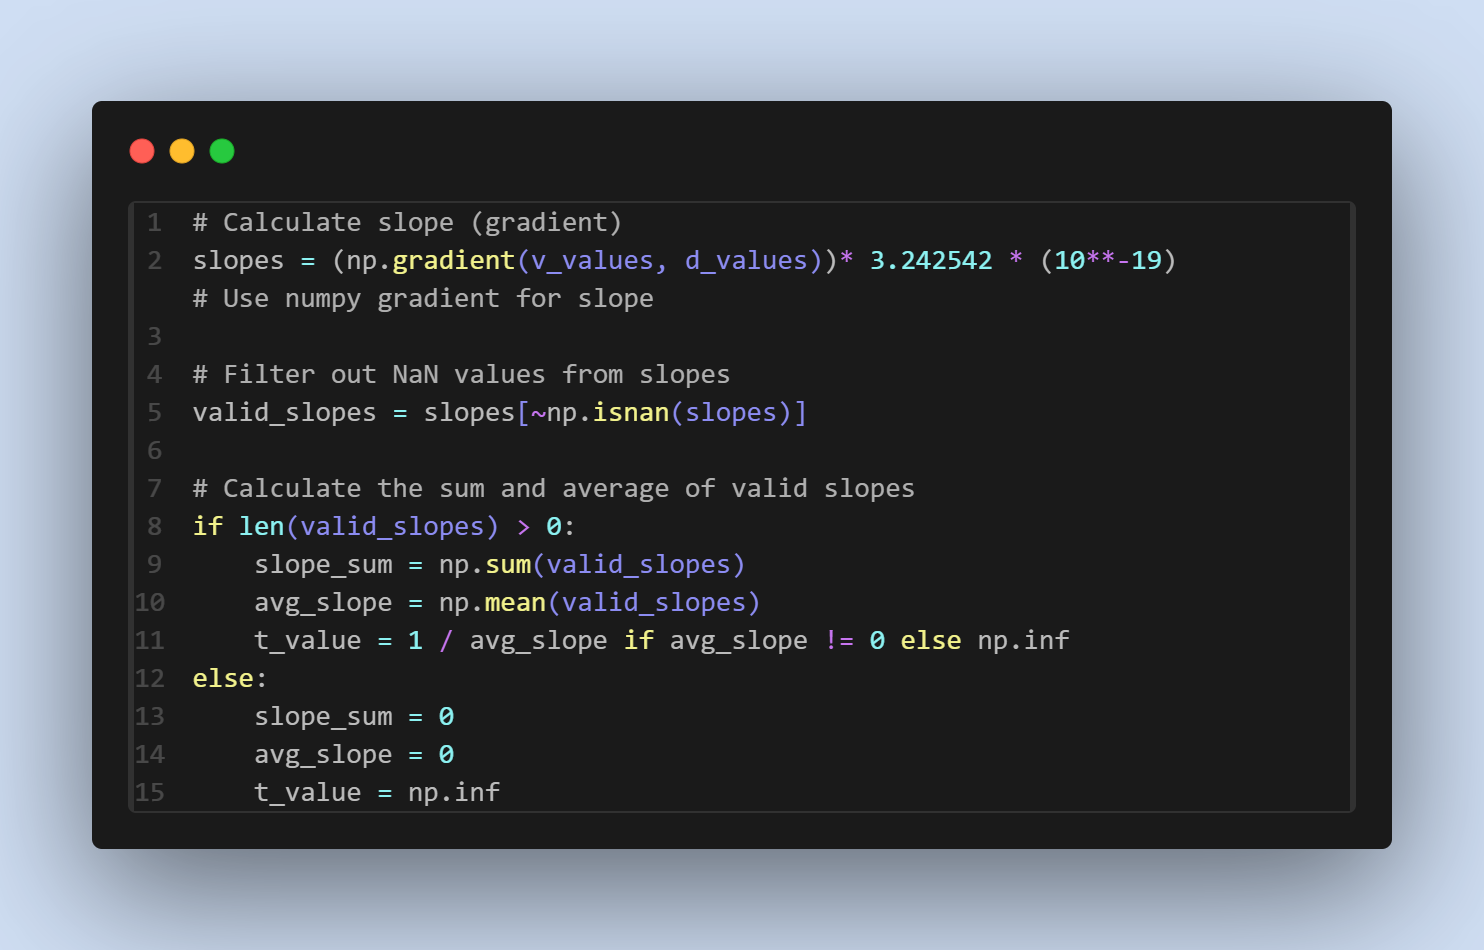 1 # Calculate slope (gradient)
2 slopes = (np.gradient(v_values, d_values))* 3.242542 * (10**-19)
# Use numpy gradient for slope
3
4 # Filter out NaN values from slopes
5 valid_slopes = slopes[~np.isnan(slopes)]
6
7 # Calculate the sum and average of valid slopes
8 if len(valid_slopes) > 0:
9     slope_sum = np.sum(valid_slopes)
10     avg_slope = np.mean(valid_slopes)
11     t_value = 1 / avg_slope if avg_slope != 0 else np.inf
12 else:
13     slope_sum = 0
14     avg_slope = 0
15     t_value = np.inf